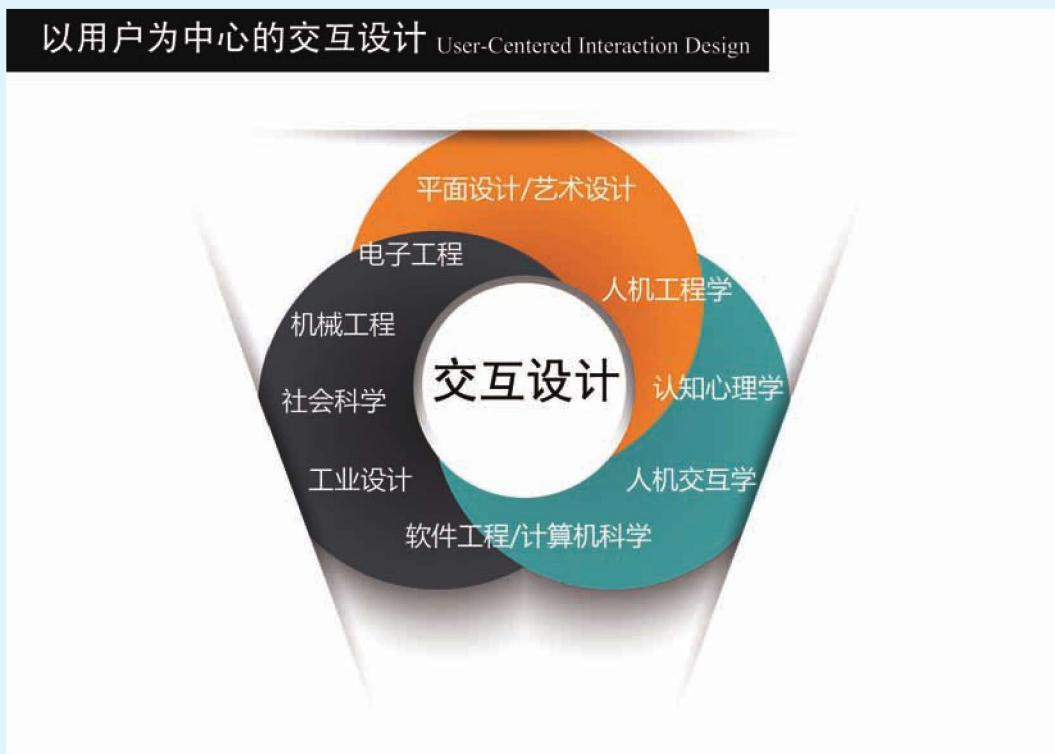 以用户为中心的交互设计 User-Centered Interaction Design
平面设计/艺术设计
电子工程
人机工程学
机械工程
交互设计
认知心理学
社会科学
工业设计
人机交互学
软件工程/计算机科学